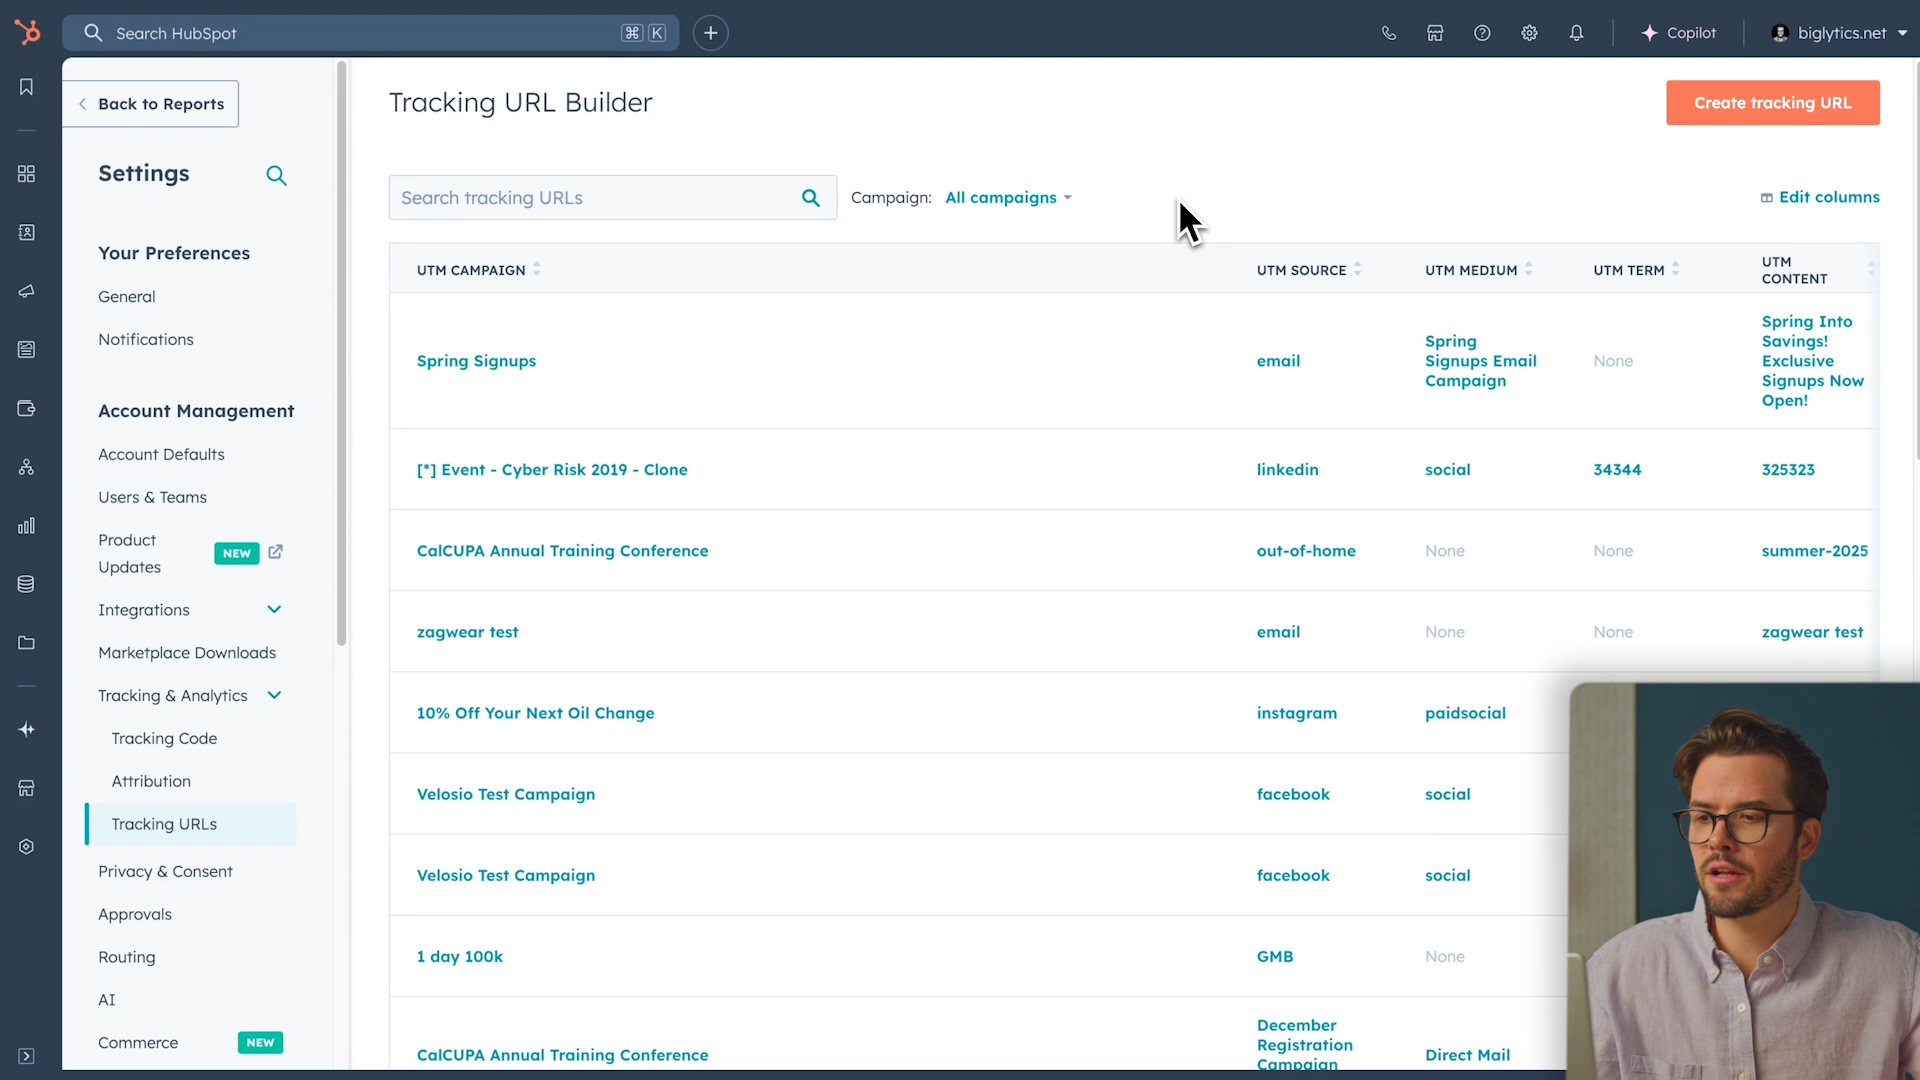 Search HubSpot
⌘ K
Copilot
biglytics.net
Back to Reports
Settings
Your Preferences
General
Notifications
Account Management
Account Defaults
Users & Teams
Product
Updates
NEW
Integrations
Marketplace Downloads
Tracking & Analytics
Tracking Code
Attribution
Tracking URLs
Privacy & Consent
Approvals
Routing
AI
Commerce
NEW
Tracking URL Builder
Create tracking URL
Search tracking URLs
Campaign: All campaigns
Edit columns
UTM CAMPAIGN
UTM SOURCE
UTM MEDIUM
UTM TERM
UTM
CONTENT
Spring Signups
email
Spring
Signups Email
Campaign
None
Spring Into
Savings!
Exclusive
Signups Now
Open!
[*] Event - Cyber Risk 2019 - Clone
linkedin
social
34344
325323
CalCUPA Annual Training Conference
out-of-home
None
None
summer-2025
zagwear test
email
None
None
zagwear test
10% Off Your Next Oil Change
instagram
paidsocial
Velosio Test Campaign
facebook
social
Velosio Test Campaign
facebook
social
1 day 100k
GMB
None
CalCUPA Annual Training Conference
December
Registration
Campaign
Direct Mail